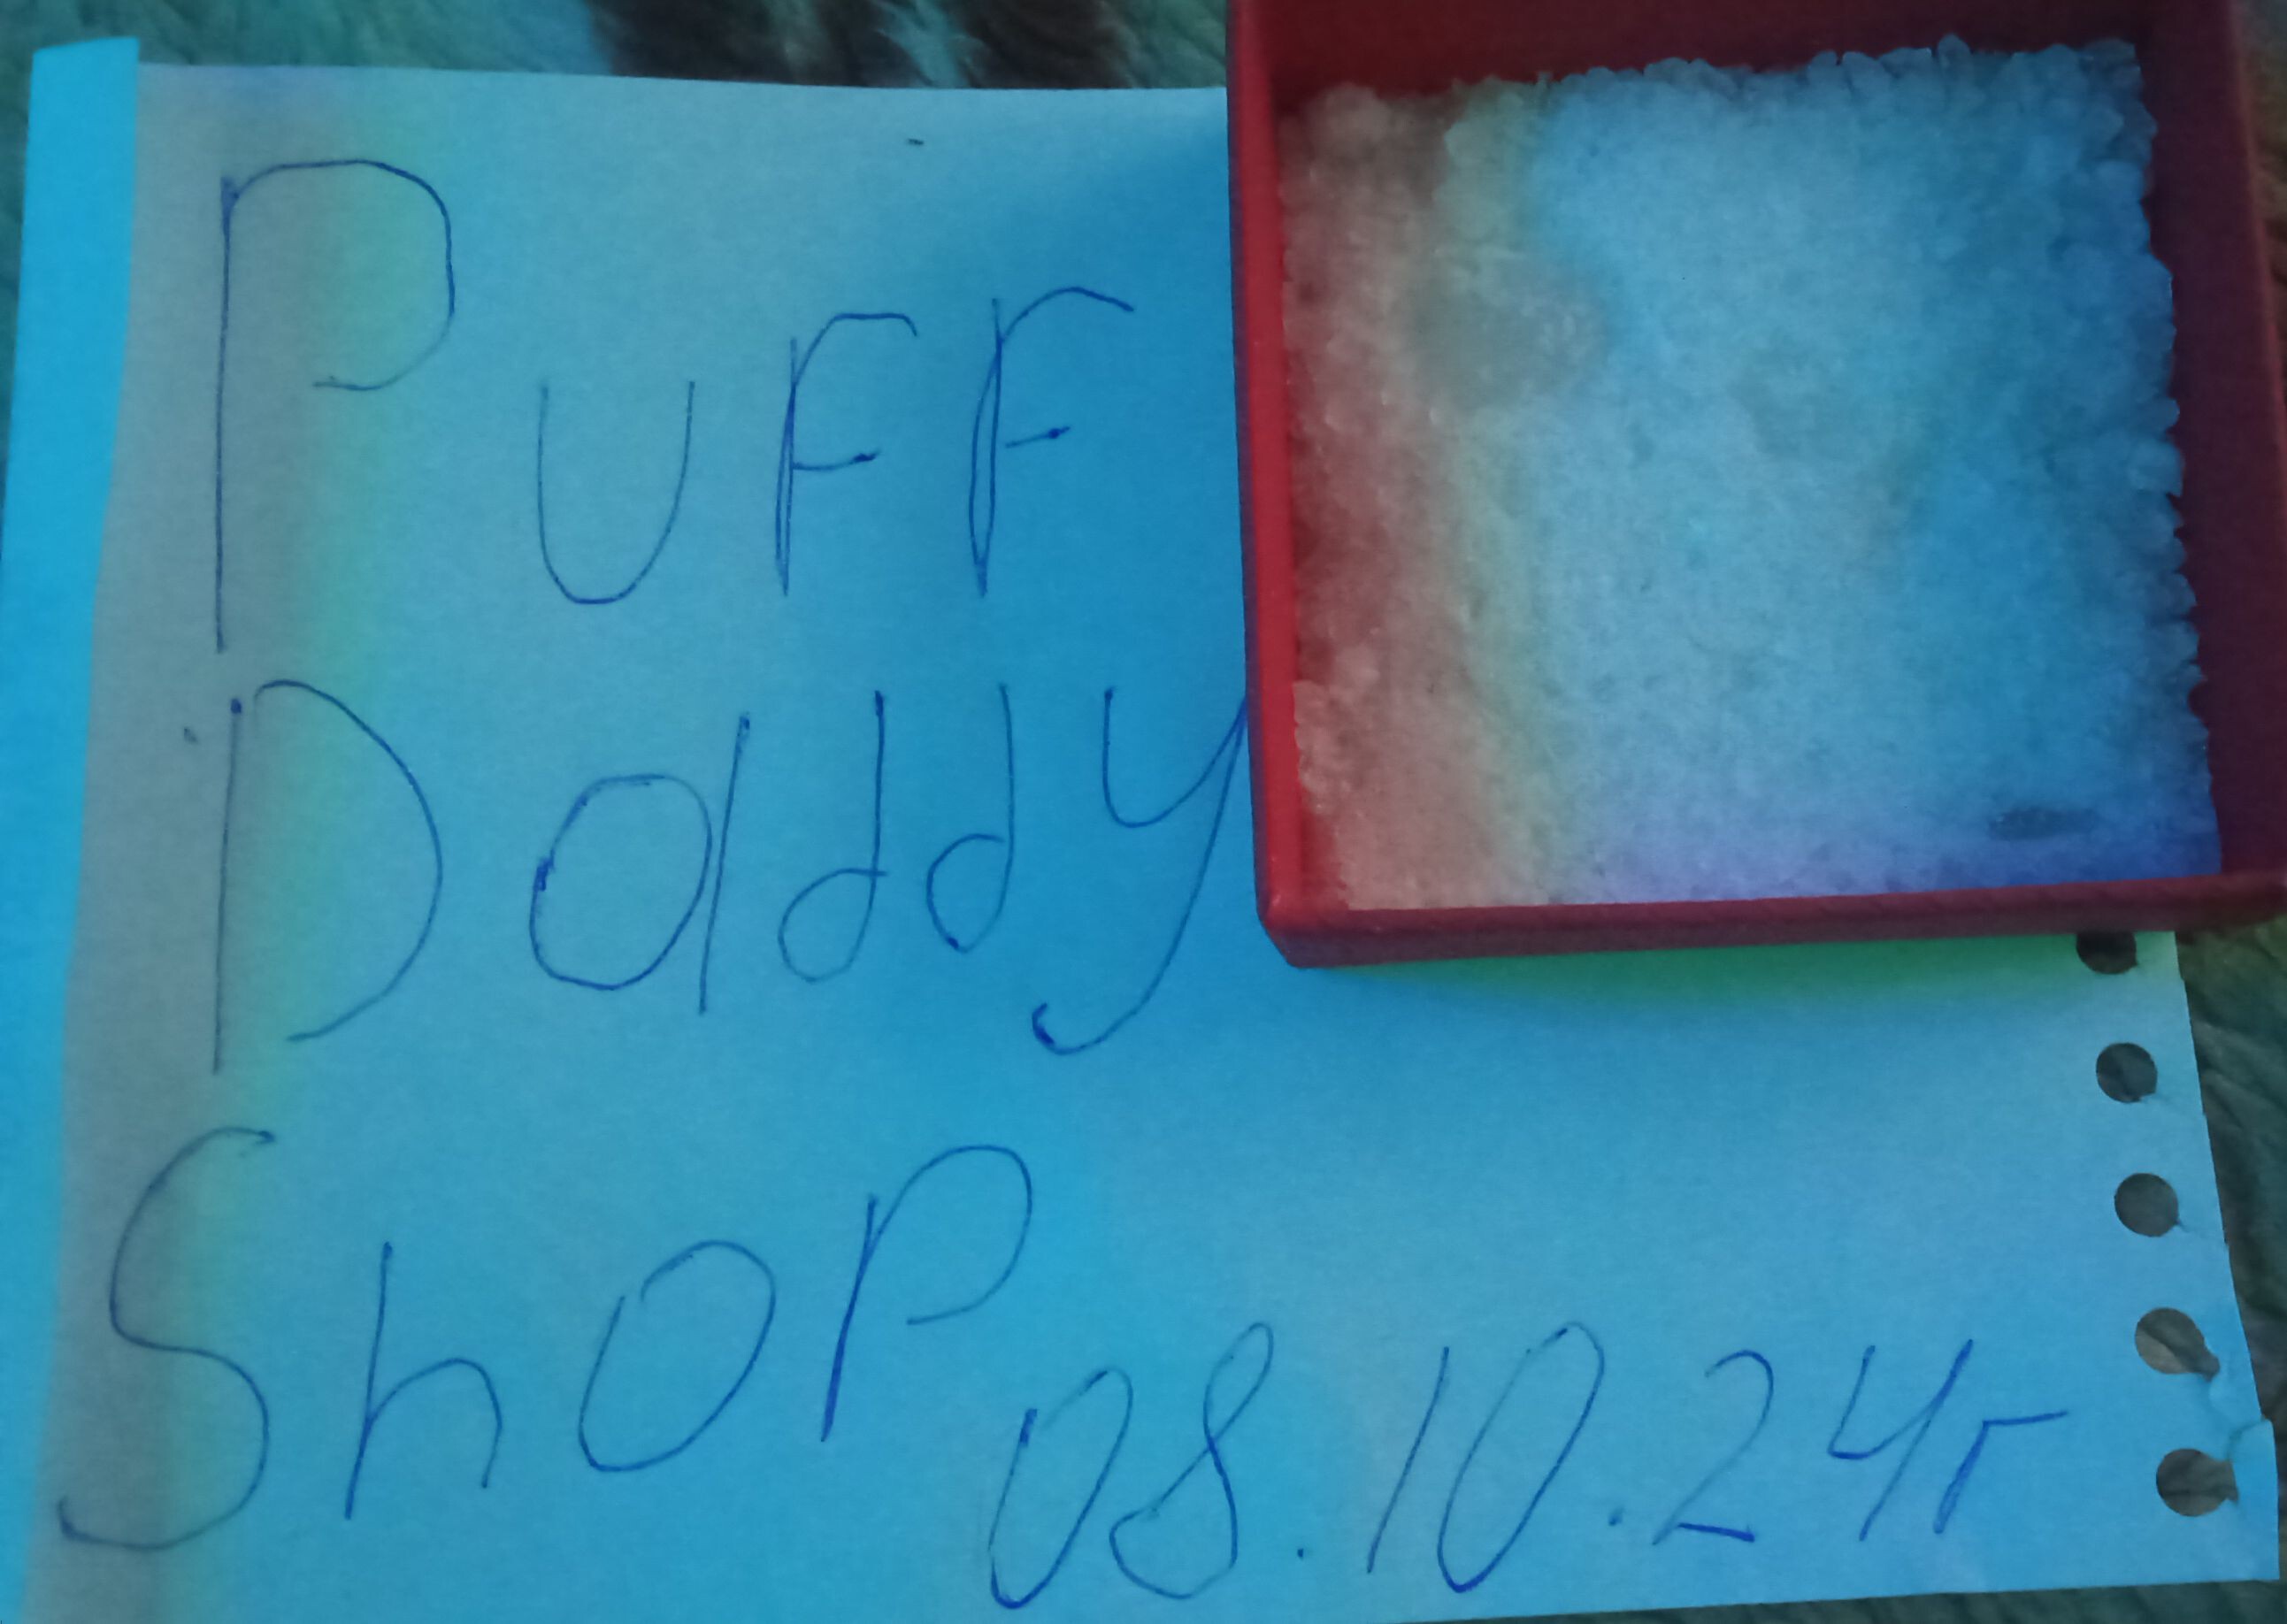 Puff
Daddy
Shop
08.10.24г